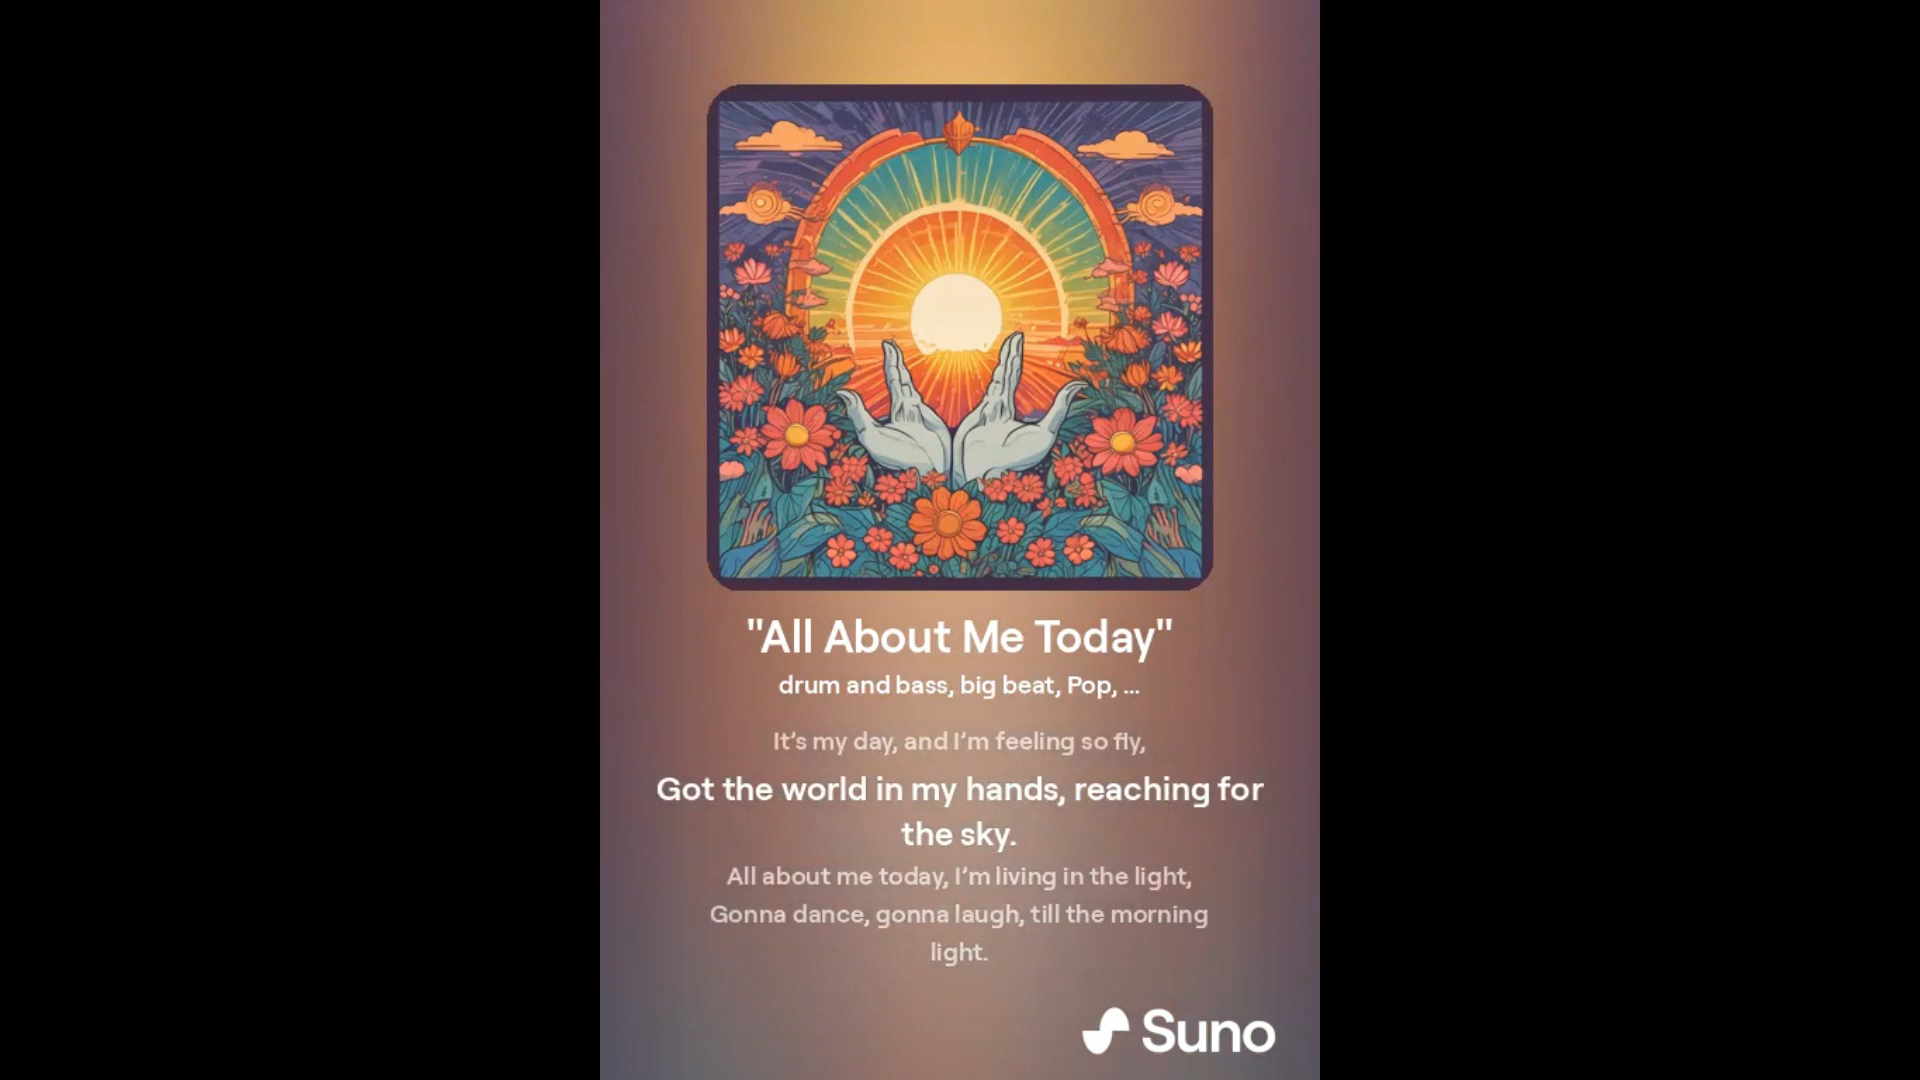 "All About Me Today"
drum and bass, big beat, Pop, ...
It's my day, and I'm feeling so fly,
Got the world in my hands, reaching for
the sky.
All about me today, I'm living in the light,
Gonna dance, gonna laugh, till the morning
light.
Suno